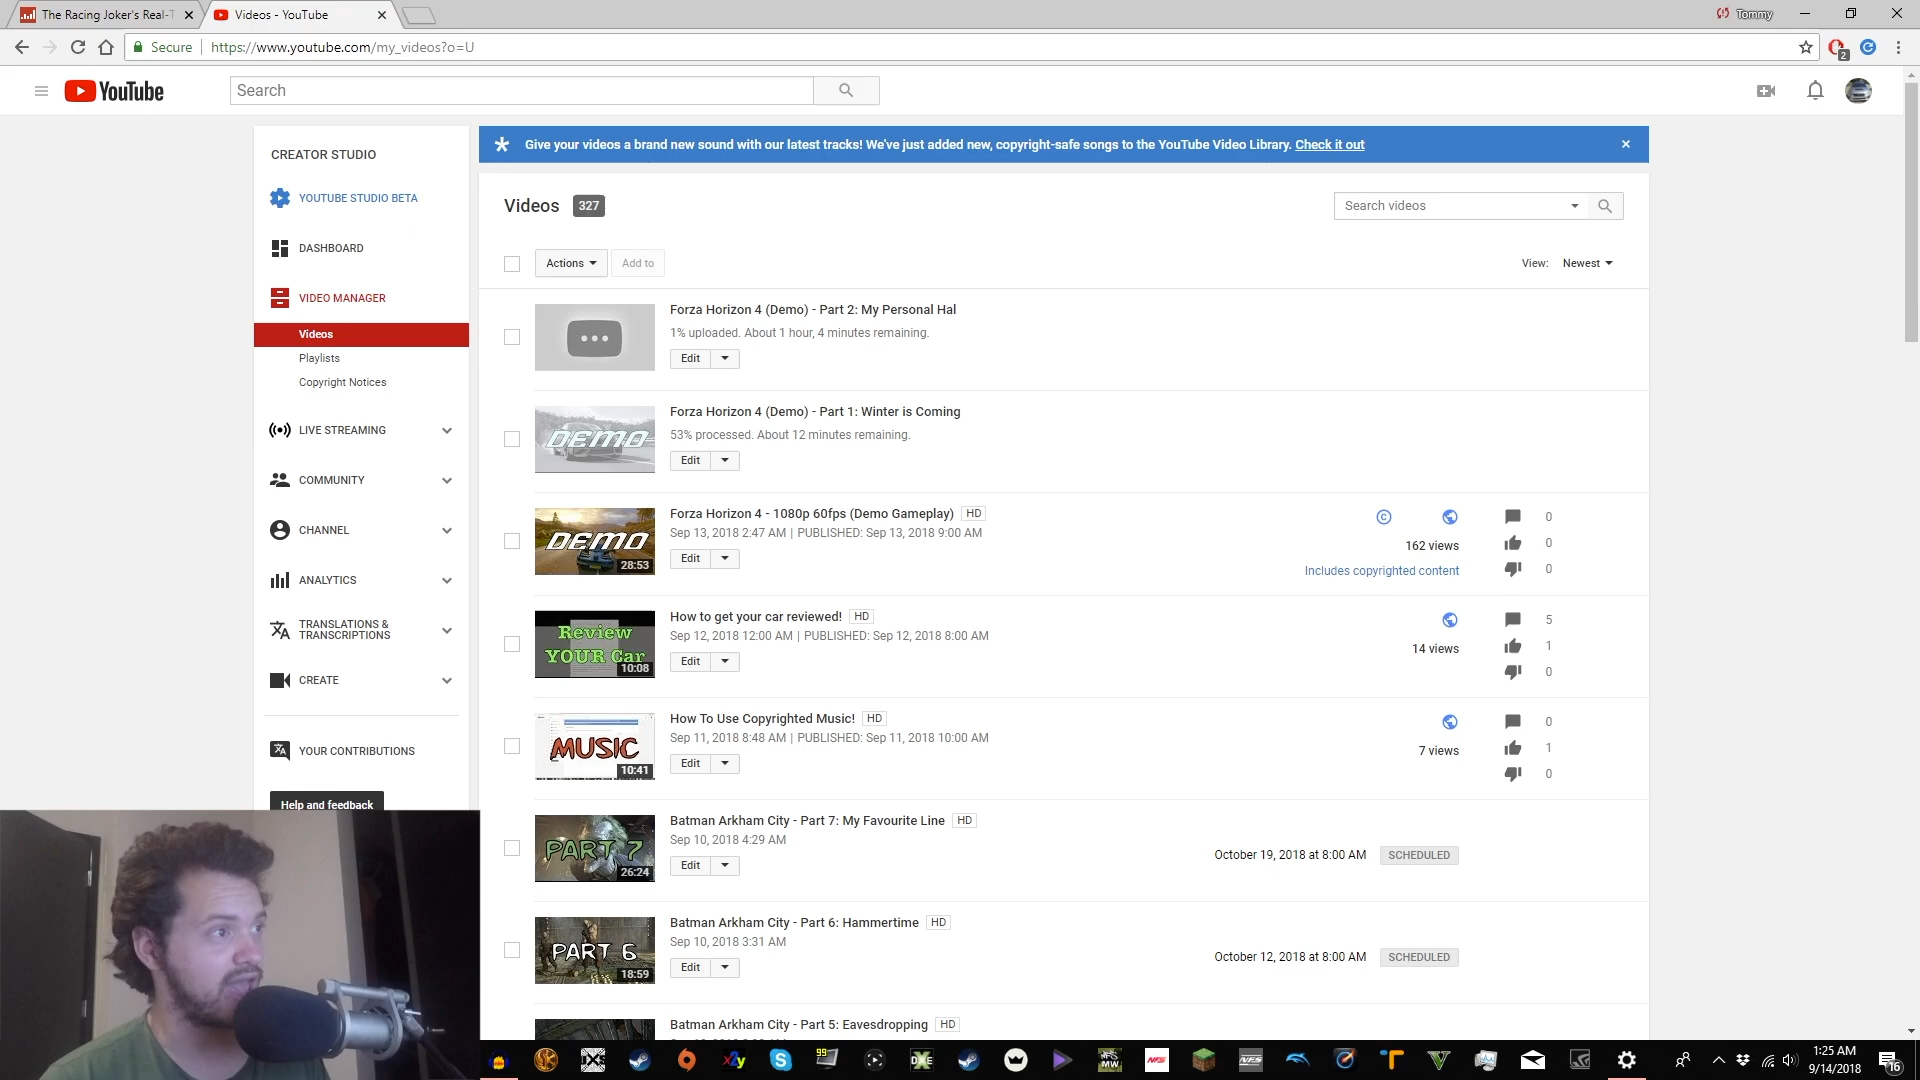 The Racing Joker's Real-T
Videos - YouTube
Tommy
Secure
https://www.youtube.com/my_videos?o=U
2
YouTube
Search
CREATOR STUDIO
YOUTUBE STUDIO BETA
DASHBOARD
VIDEO MANAGER
Videos
Playlists
Copyright Notices
LIVE STREAMING
COMMUNITY
CHANNEL
ANALYTICS
TRANSLATIONS &
TRANSCRIPTIONS
CREATE
YOUR CONTRIBUTIONS
Help and feedback
Give your videos a brand new sound with our latest tracks! We've just added new, copyright-safe songs to the YouTube Video Library. Check it out
Videos 327
Search videos
Actions
Add to
View: Newest
Forza Horizon 4 (Demo) - Part 2: My Personal Hal
1% uploaded. About 1 hour, 4 minutes remaining.
Edit
DEMO
Forza Horizon 4 (Demo) - Part 1: Winter is Coming
53% processed. About 12 minutes remaining.
Edit
DEMO
28:53
Forza Horizon 4 - 1080p 60fps (Demo Gameplay) HD
Sep 13, 2018 2:47 AM | PUBLISHED: Sep 13, 2018 9:00 AM
Edit
162 views
Includes copyrighted content
0
0
0
Review
YOUR Car
10:08
How to get your car reviewed! HD
Sep 12, 2018 12:00 AM | PUBLISHED: Sep 12, 2018 8:00 AM
Edit
14 views
5
1
0
MUSIC
10:41
How To Use Copyrighted Music! HD
Sep 11, 2018 8:48 AM | PUBLISHED: Sep 11, 2018 10:00 AM
Edit
7 views
0
1
0
PART 7
26:24
Batman Arkham City - Part 7: My Favourite Line HD
Sep 10, 2018 4:29 AM
Edit
October 19, 2018 at 8:00 AM SCHEDULED
PART 6
18:59
Batman Arkham City - Part 6: Hammertime HD
Sep 10, 2018 3:31 AM
Edit
October 12, 2018 at 8:00 AM SCHEDULED
Batman Arkham City - Part 5: Eavesdropping HD
1:25 AM
9/14/2018
16